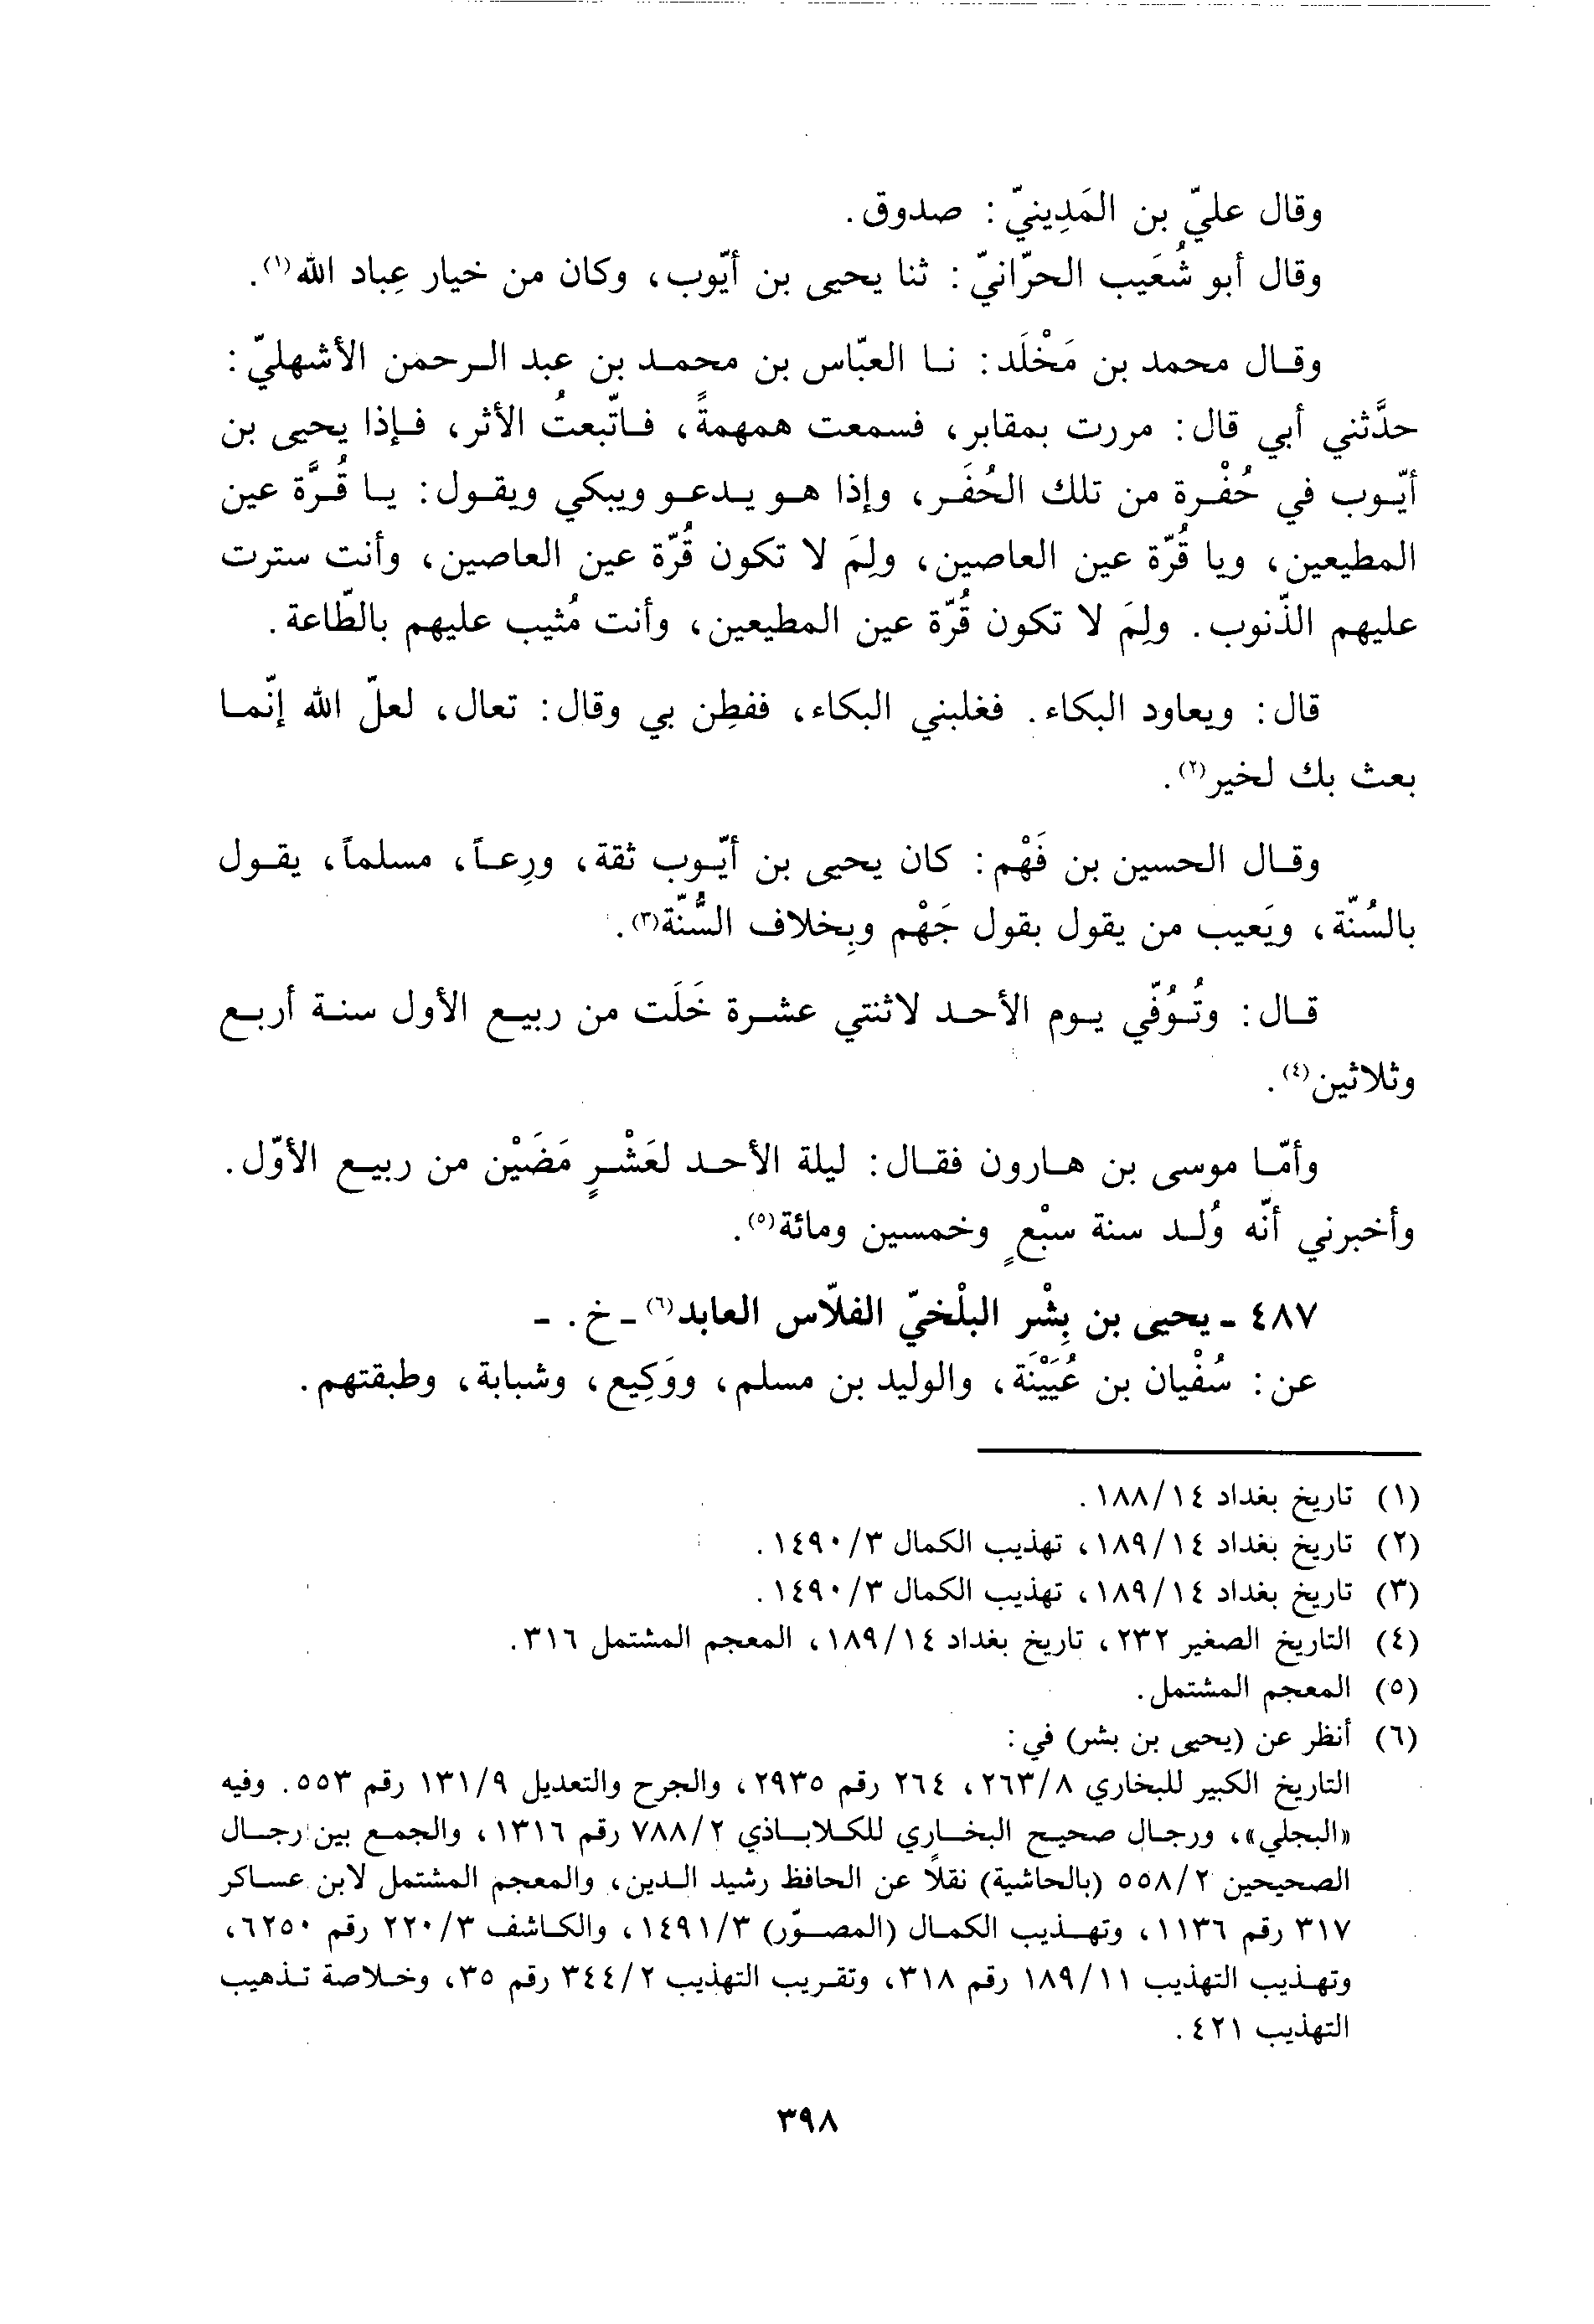 وقال عليّ بن المَدِينيّ: صدوق.
وقال أبو شُعَيب الحرّانيّ: ثنا يحيى بن أيّوب، وكان من خيار عِباد الله(١).
وقال محمد بن مَخْلَد: نا العبّاس بن محمد بن عبد الرحمن الأشهليّ:
حدَّثني أبي قال: مررت بمقابر، فسمعت همهمةً، فاتّبعتُ الأثر، فإذا يحيى بن
أيّوب في حُفْرة من تلك الحُفَر، وإذا هو يدعو ويبكي ويقول: يا قُرَّة عين
المطيعين، ويا قُرّة عين العاصين، ولِمَ لا تكون قُرّة عين العاصين، وأنت سترت
عليهم الذّنوب. ولِمَ لا تكون قُرّة عين المطيعين، وأنت مُثيب عليهم بالطّاعة.
قال: ويعاود البكاء. فغلبني البكاء، ففطِن بي وقال: تعال، لعلّ الله إنّما
بعث بك لخير(٢).
وقال الحسين بن فَهْم: كان يحيى بن أيّوب ثقة، ورِعاً، مسلماً، يقول
بالسُنّة، ويَعيب من يقول بقول جَهْم وبِخلاف السُّنّة(٣).
قال: وتُوُفّي يوم الأحد لاثنتي عشرة خَلَت من ربيع الأول سنة أربع
وثلاثين(٤).
وأمّا موسى بن هارون فقال: ليلة الأحد لعَشْرٍ مَضَيْن من ربيع الأوّل.
وأخبرني أنّه وُلد سنة سبْعٍ وخمسين ومائة(٥).
٤٨٧ - يحيى بن بِشْر البلْخيّ الفلّاس العابد(٦) - خ. -
عن: سُفْيان بن عُيَيْنَة، والوليد بن مسلم، ووَكِيع، وشبابة، وطبقتهم.
(١) تاريخ بغداد ١٨٨/١٤.
(٢) تاريخ بغداد ١٨٩/١٤، تهذيب الكمال ١٤٩٠/٣.
(٣) تاريخ بغداد ١٨٩/١٤، تهذيب الكمال ١٤٩٠/٣.
(٤) التاريخ الصغير ٢٣٢، تاريخ بغداد ١٨٩/١٤، المعجم المشتمل ٣١٦.
(٥) المعجم المشتمل.
(٦) أنظر عن (يحيى بن بشر) في:
التاريخ الكبير للبخاري ٢٦٣/٨، ٢٦٤ رقم ٢٩٣٥، والجرح والتعديل ١٣١/٩ رقم ٥٥٣. وفيه
«البجلي»، ورجال صحيح البخاري للكلاباذي ٧٨٨/٢ رقم ١٣١٦، والجمع بين رجال
الصحيحين ٥٥٨/٢ (بالحاشية) نقلاً عن الحافظ رشيد الدين، والمعجم المشتمل لابن عساكر
٣١٧ رقم ١١٣٦، وتهذيب الكمال (المصوّر) ١٤٩١/٣، والكاشف ٢٢٠/٣ رقم ٦٢٥٠،
وتهذيب التهذيب ١٨٩/١١ رقم ٣١٨، وتقريب التهذيب ٣٤٤/٢ رقم ٣٥، وخلاصة تذهيب
التهذيب ٤٢١.
٣٩٨